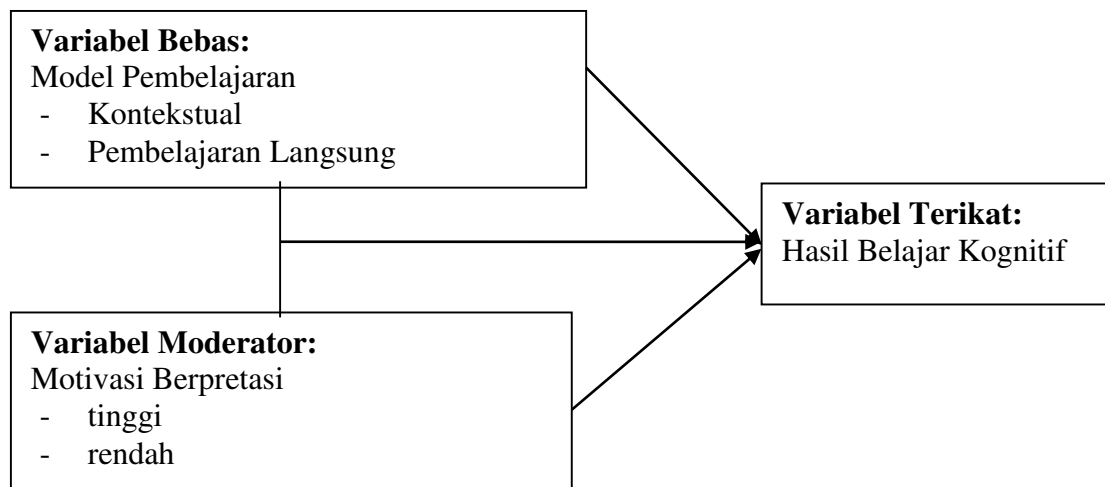 Variabel Bebas:
Model Pembelajaran
- Kontekstual
- Pembelajaran Langsung
Variabel Terikat:
Hasil Belajar Kognitif
Variabel Moderator:
Motivasi Berpretasi
- tinggi
- rendah